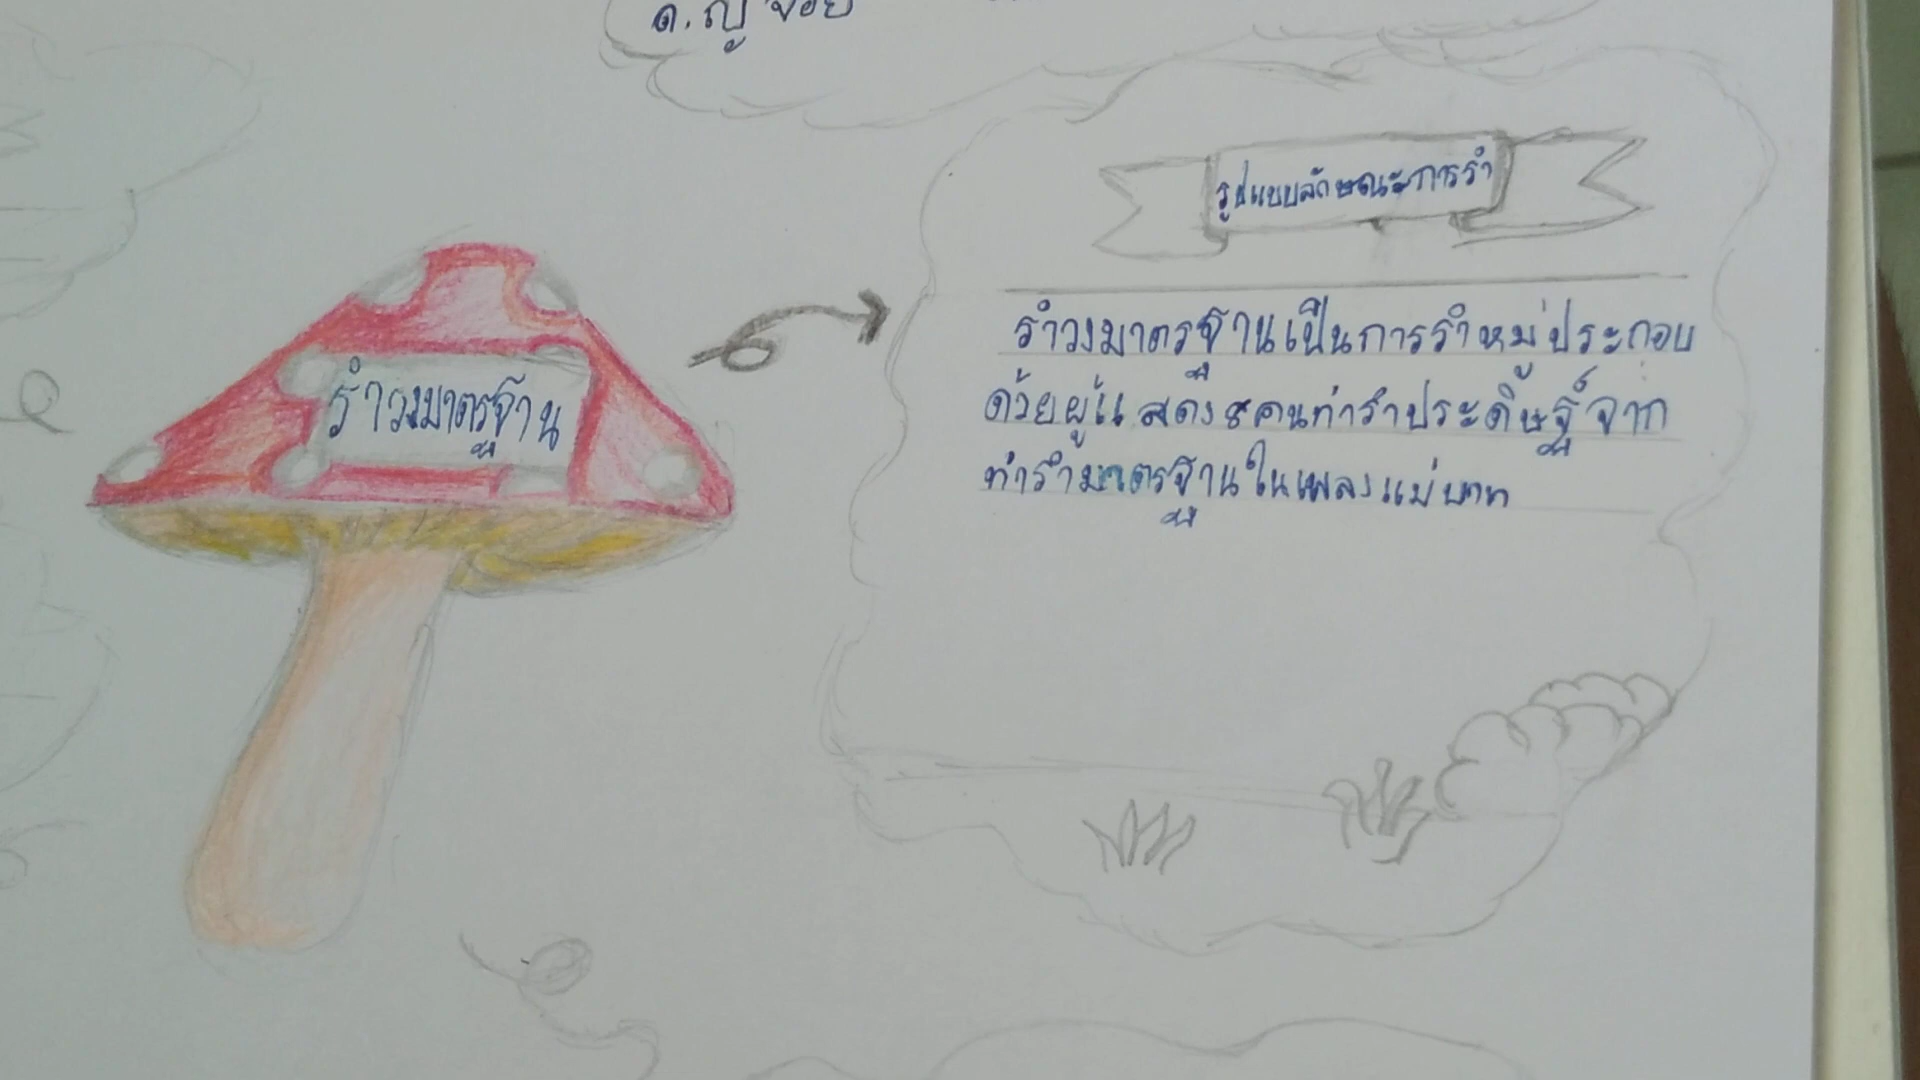 ด.ญ
รูปแบบลักษณะการรำ
รำวงมาตรฐาน
รำวงมาตรฐานเป็นการรำหมู่ประกอบ
ด้วยผู้แสดง 8 คนท่ารำประดิษฐ์จาก
ท่ารำมาตรฐานในเพลงแม่บท